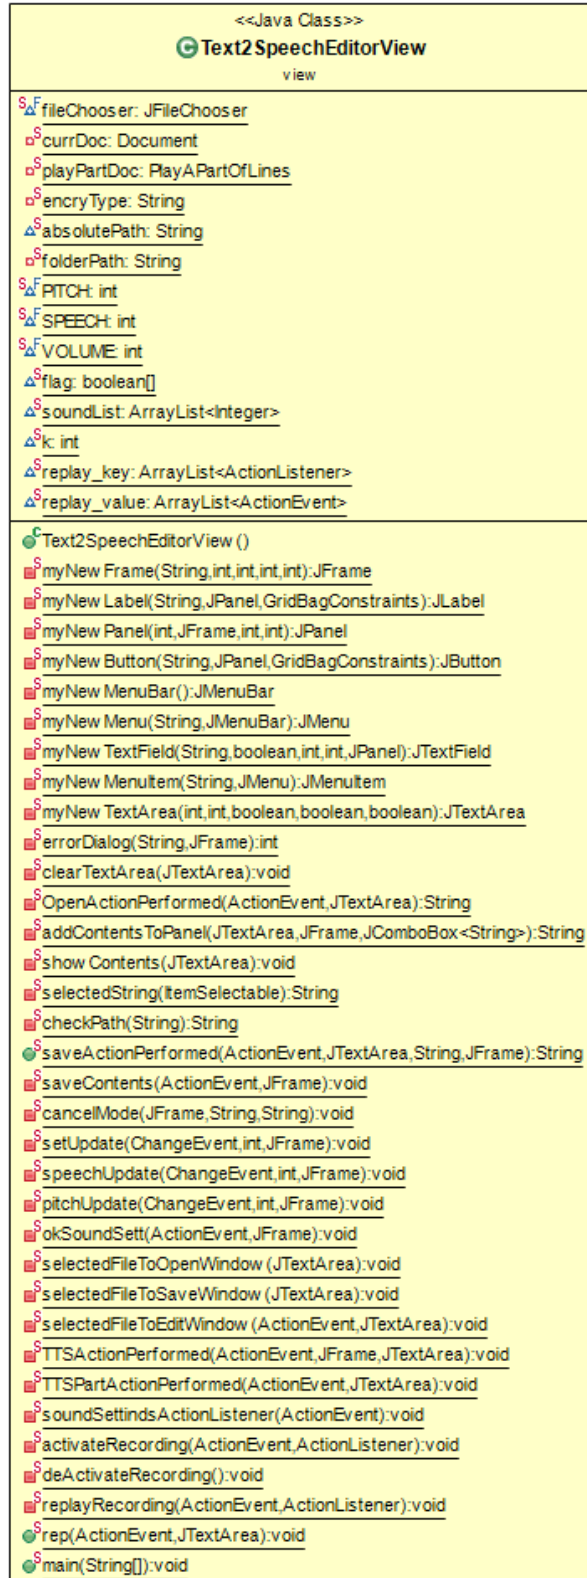 <<Java Class>>
Text2SpeechEditorView
view
fileChooser: JFileChooser
currDoc: Document
playPartDoc: PlayAPartOfLines
encryType: String
absolutePath: String
folderPath: String
PITCH: int
SPEECH: int
VOLUME: int
flag: boolean[]
soundList: ArrayList<Integer>
k: int
replay_key: ArrayList<ActionListener>
replay_value: ArrayList<ActionEvent>
Text2SpeechEditorView()
myNewFrame(String,int,int,int,int):JFrame
myNewLabel(String,JPanel,GridBagConstraints):JLabel
myNewPanel(int,JFrame,int,int):JPanel
myNewButton(String,JPanel,GridBagConstraints):JButton
myNewMenuBar():JMenuBar
myNewMenu(String,JMenuBar):JMenu
myNewTextField(String,boolean,int,int,JPanel):JTextField
myNewMenuItem(String,JMenu):JMenuItem
myNewTextArea(int,int,boolean,boolean,boolean):JTextArea
errorDialog(String,JFrame):int
clearTextArea(JTextArea):void
OpenActionPerformed(ActionEvent,JTextArea):String
addContentsToPanel(JTextArea,JFrame,JComboBox<String>):String
showContents(JTextArea):void
selectedString(ItemSelectable):String
checkPath(String):String
saveActionPerformed(ActionEvent,JTextArea,String,JFrame):String
saveContents(ActionEvent,JFrame):void
cancelMode(JFrame,String,String):void
setUpdate(ChangeEvent,int,JFrame):void
speechUpdate(ChangeEvent,int,JFrame):void
pitchUpdate(ChangeEvent,int,JFrame):void
okSoundSett(ActionEvent,JFrame):void
selectedFileToOpenWindow(JTextArea):void
selectedFileToSaveWindow(JTextArea):void
selectedFileToEditWindow(ActionEvent,JTextArea):void
TTSActionPerformed(ActionEvent,JFrame,JTextArea):void
TTSPartActionPerformed(ActionEvent,JTextArea):void
soundSettindsActionListener(ActionEvent):void
activateRecording(ActionEvent,ActionListener):void
deActivateRecording():void
replayRecording(ActionEvent,ActionListener):void
rep(ActionEvent,JTextArea):void
main(String[]):void